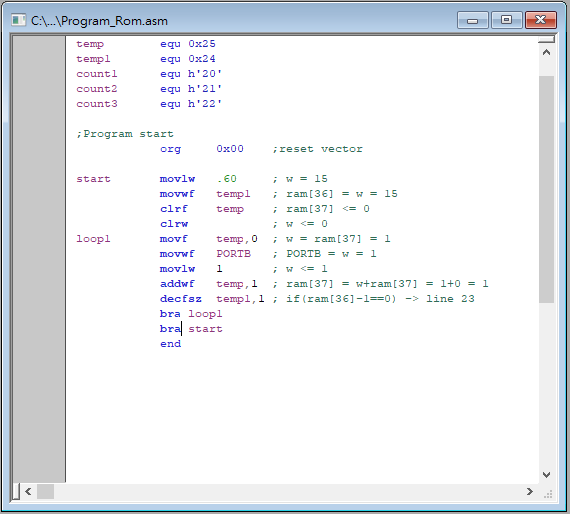 C:\...\Program_Rom.asm
temp equ 0x25
temp1 equ 0x24
count1 equ h'20'
count2 equ h'21'
count3 equ h'22'
;Program start
org 0x00 ;reset vector
start movlw .60 ; w = 15
movwf temp1 ; ram[36] = w = 15
clrf temp ; ram[37] <= 0
clrw ; w <= 0
loop1 movf temp,0 ; w = ram[37] = 1
movwf PORTB ; PORTB = w = 1
movlw 1 ; w <= 1
addwf temp,1 ; ram[37] = w+ram[37] = 1+0 = 1
decfsz temp1,1 ; if(ram[36]-1==0) -> line 23
bra loop1
bra start
end